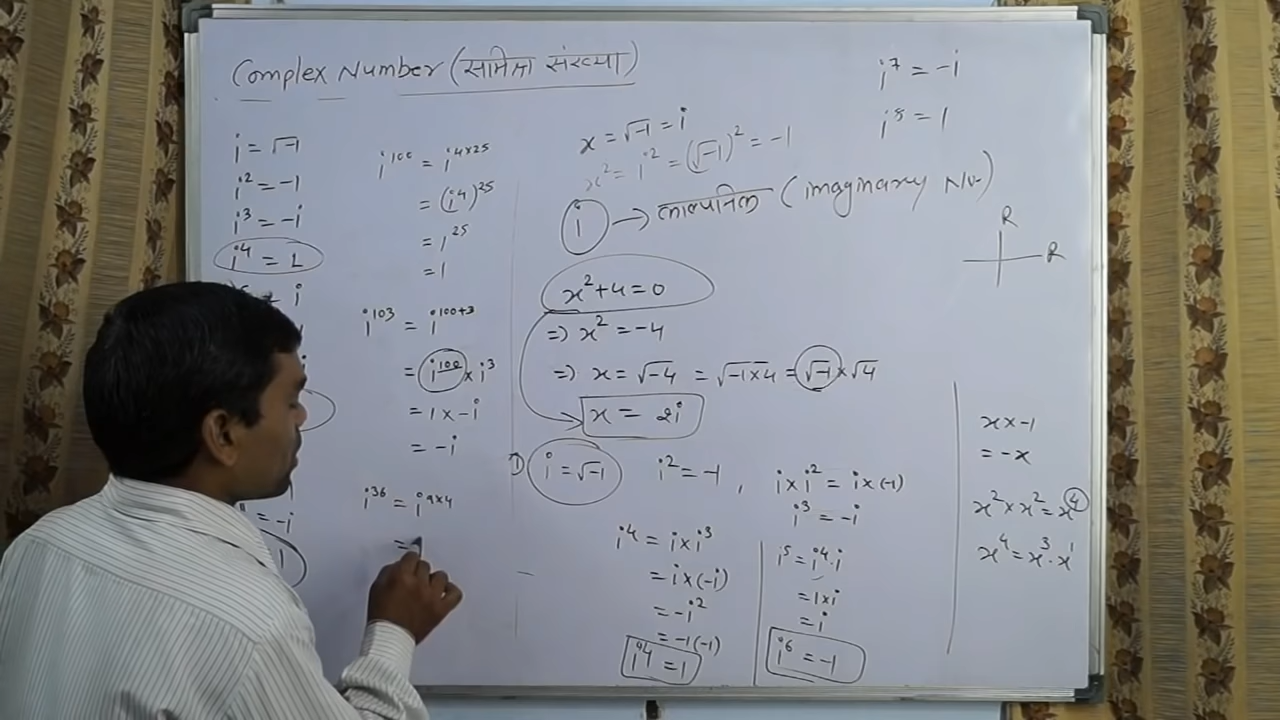 Complex Number (सामिता संख्या)
i = √-1
i² = -1
i³ = -i
i⁴ = 1
= i
= -i
i¹⁰⁰ = i⁴ˣ²⁵
= (i⁴)²⁵
= 1²⁵
= 1
i¹⁰³ = i¹⁰⁰⁺³
= i¹⁰⁰ × i³
= 1 × -i
= -i
i³⁶ = i⁹ˣ⁴
=
x = √-1 = i
x² = i² = (√-1)² = -1
i → काल्पनिक (imaginary No-)
x² + 4 = 0
⇒ x² = -4
⇒ x = √-4 = √-1×4 = √-1 × √4
x = 2i
① i = √-1
i² = -1 ,
i⁴ = i × i³
= i × (-i)
= -i²
= -1(-1)
i⁴ = 1
i × i² = i × (-1)
i³ = -i
i⁵ = i⁴·i
= 1×i
= i
i⁶ = -1
i⁷ = -i
i⁸ = 1
R
R
x × -1
= -x
x² × x² = x⁴
x⁴ = x³·x¹